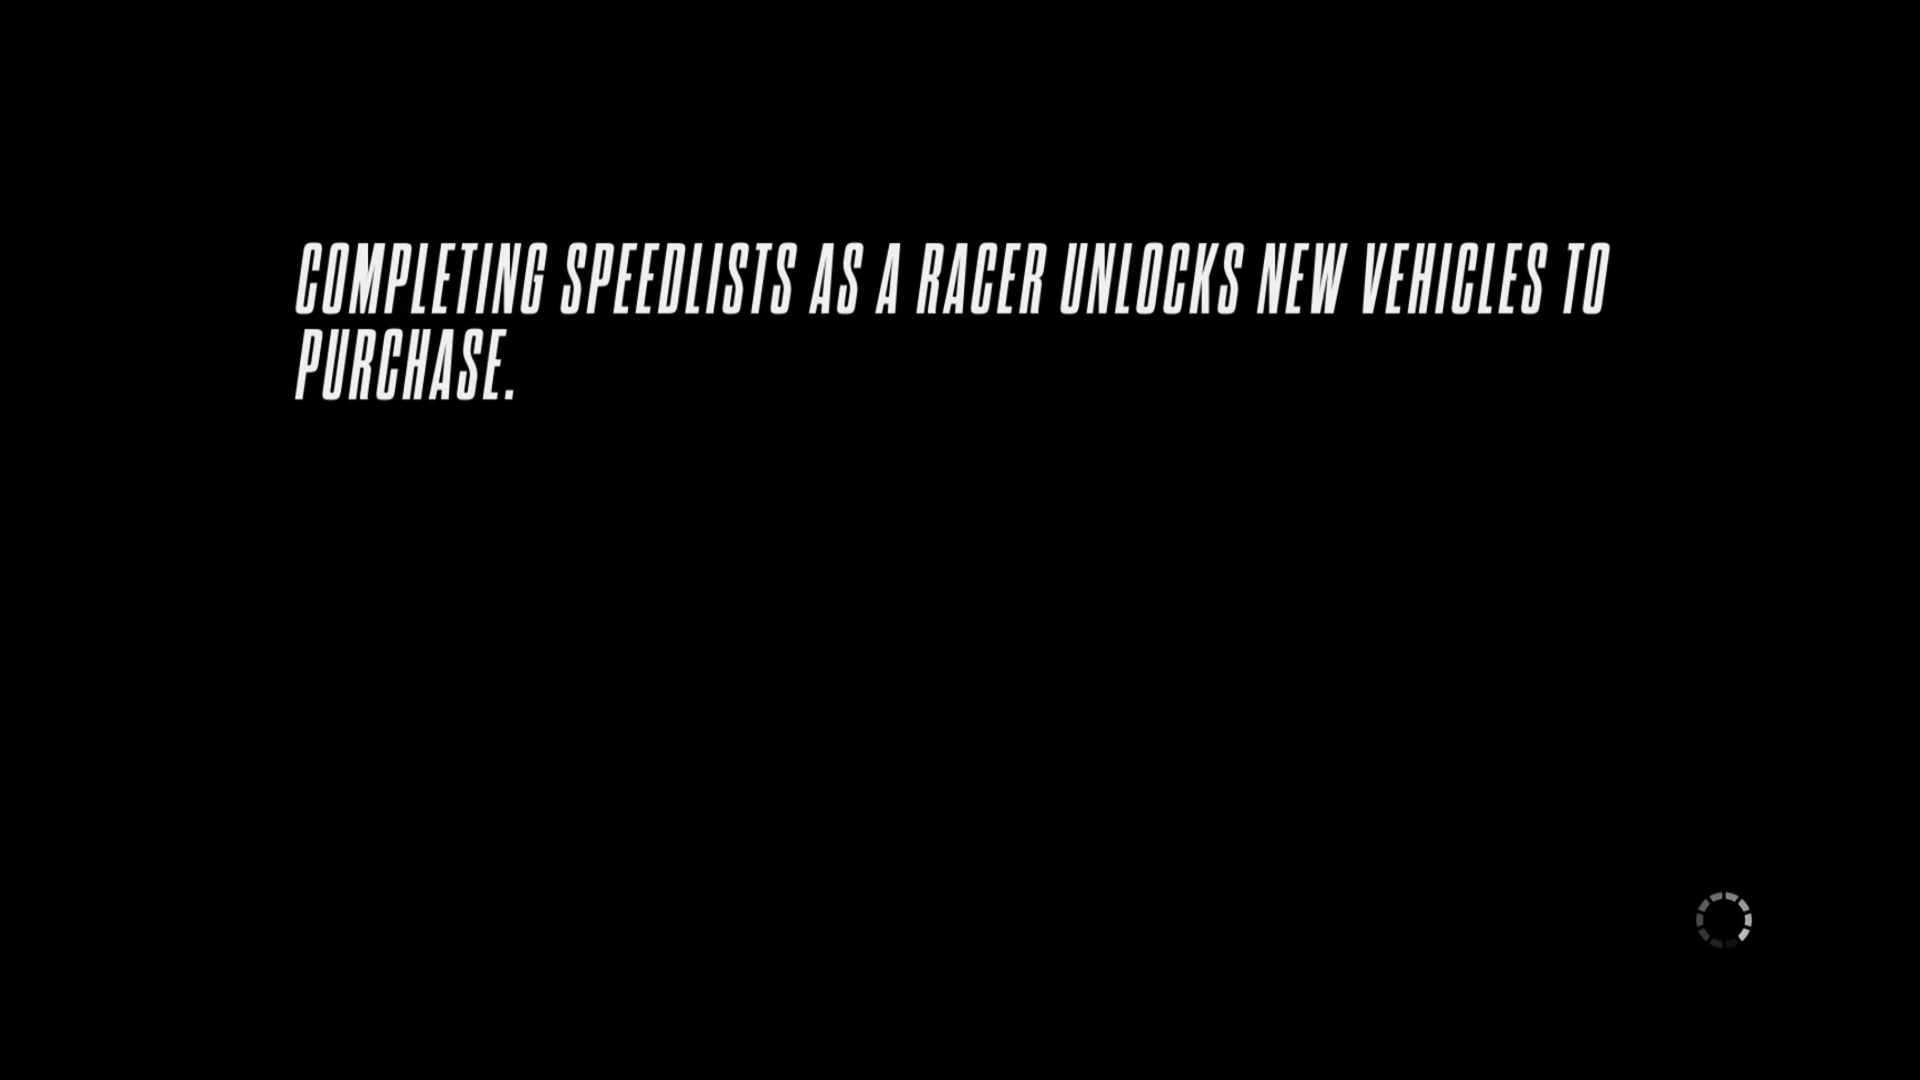 COMPLETING SPEEDLISTS AS A RACER UNLOCKS NEW VEHICLES TO
PURCHASE.